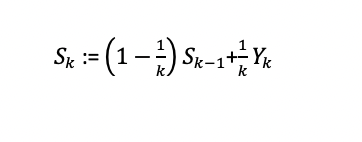 S_k := (1 − 1/k) S_{k−1} + 1/k Y_k